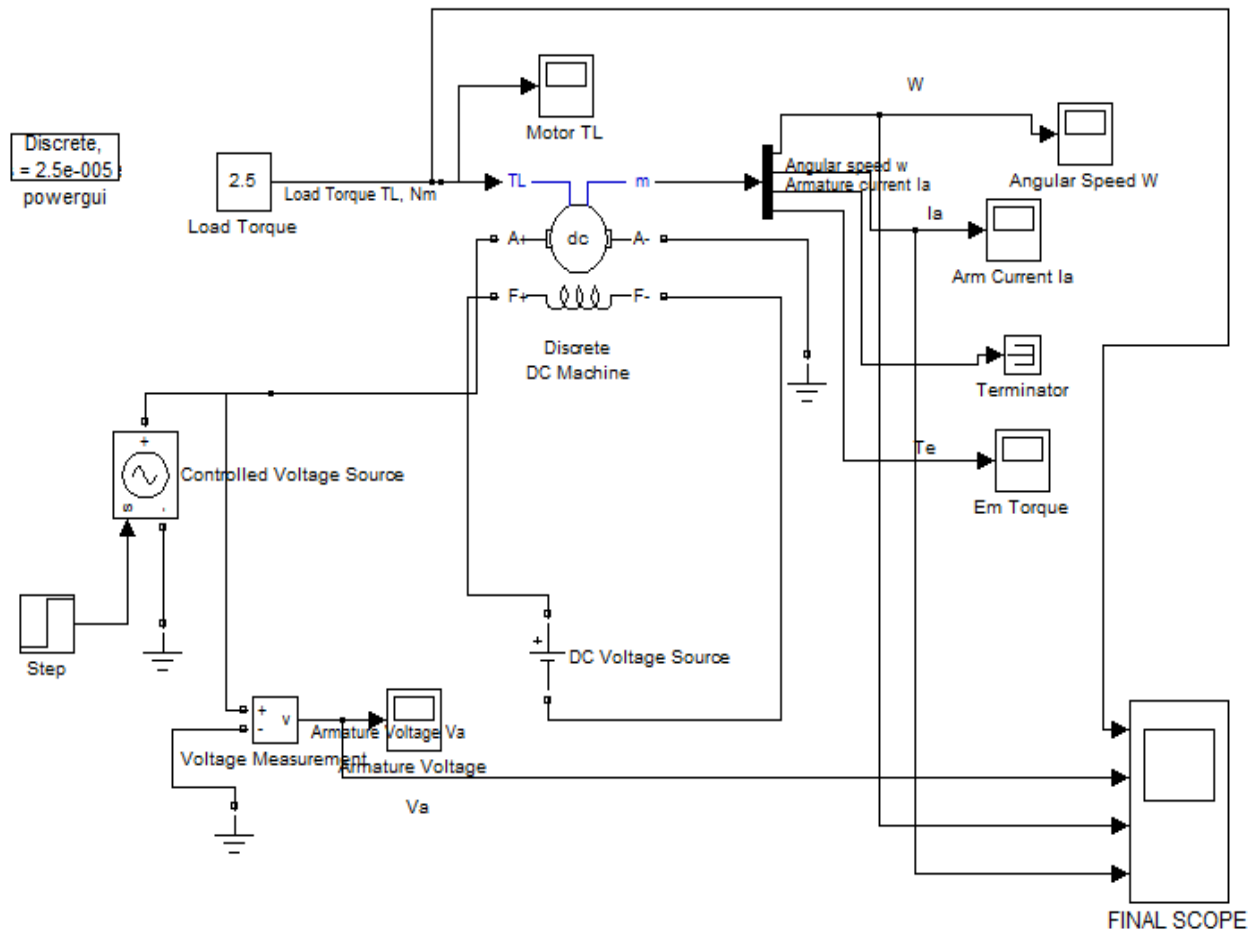 W
Motor TL
Discrete,
= 2.5e-005
powergui
2.5
Load Torque TL, Nm
Load Torque
TL
m
Angular speed w
Armature current Ia
Angular Speed W
Ia
Arm Current Ia
A+
dc
A-
F+
F-
Discrete
DC Machine
Terminator
Te
Em Torque
+
Controlled Voltage Source
s
-
Step
+
DC Voltage Source
+
-
v
Armature Voltage Va
Voltage Measurement
Armature Voltage
Va
FINAL SCOPE